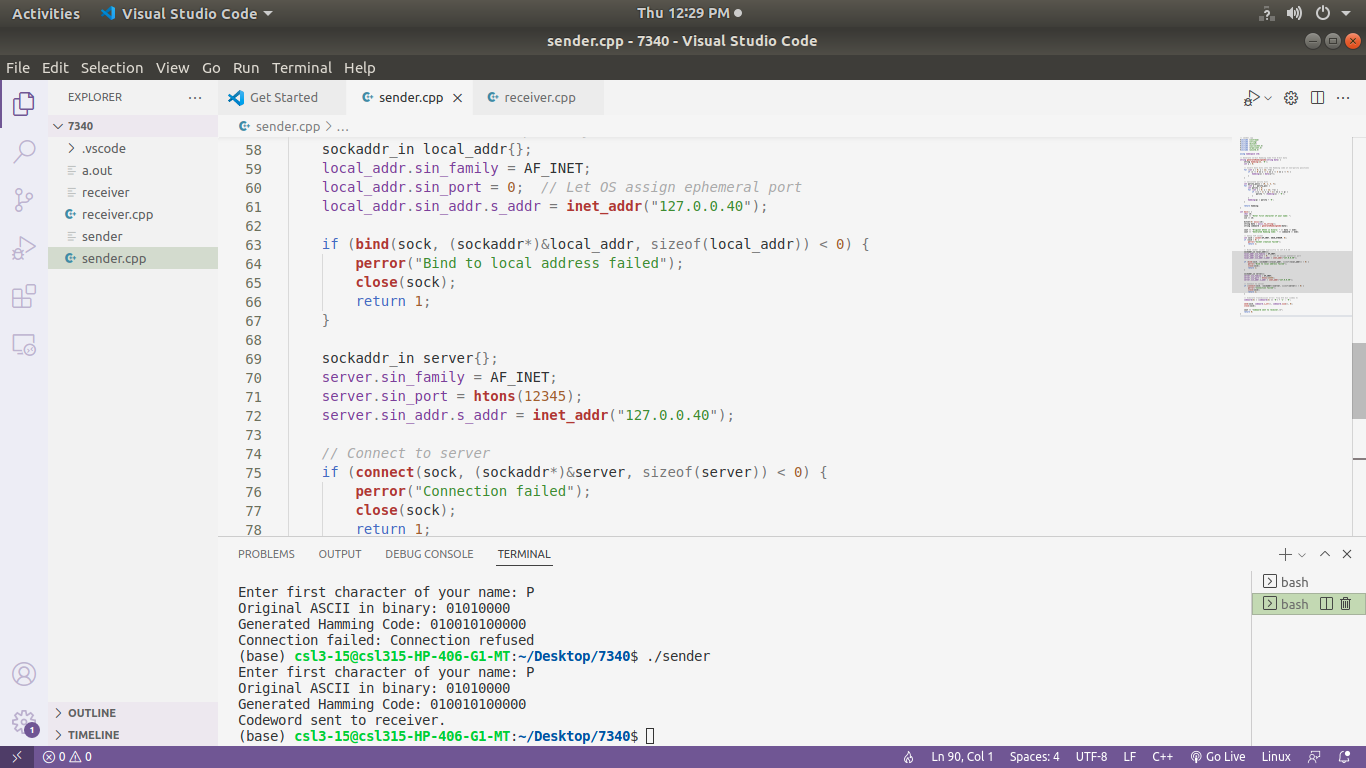 Activities
Visual Studio Code
Thu 12:29 PM
sender.cpp - 7340 - Visual Studio Code
File Edit Selection View Go Run Terminal Help
EXPLORER
7340
.vscode
a.out
receiver
receiver.cpp
sender
sender.cpp
OUTLINE
TIMELINE
Get Started
sender.cpp
receiver.cpp
sender.cpp > ...
58 sockaddr_in local_addr{};
59 local_addr.sin_family = AF_INET;
60 local_addr.sin_port = 0;  // Let OS assign ephemeral port
61 local_addr.sin_addr.s_addr = inet_addr("127.0.0.40");
62
63 if (bind(sock, (sockaddr*)&local_addr, sizeof(local_addr)) < 0) {
64     perror("Bind to local address failed");
65     close(sock);
66     return 1;
67 }
68
69 sockaddr_in server{};
70 server.sin_family = AF_INET;
71 server.sin_port = htons(12345);
72 server.sin_addr.s_addr = inet_addr("127.0.0.40");
73
74 // Connect to server
75 if (connect(sock, (sockaddr*)&server, sizeof(server)) < 0) {
76     perror("Connection failed");
77     close(sock);
78     return 1;
PROBLEMS OUTPUT DEBUG CONSOLE TERMINAL
Enter first character of your name: P
Original ASCII in binary: 01010000
Generated Hamming Code: 010010100000
Connection failed: Connection refused
(base) csl3-15@csl315-HP-406-G1-MT:~/Desktop/7340$ ./sender
Enter first character of your name: P
Original ASCII in binary: 01010000
Generated Hamming Code: 010010100000
Codeword sent to receiver.
(base) csl3-15@csl315-HP-406-G1-MT:~/Desktop/7340$
bash
bash
1
0 0
Ln 90, Col 1 Spaces: 4 UTF-8 LF C++ Go Live Linux